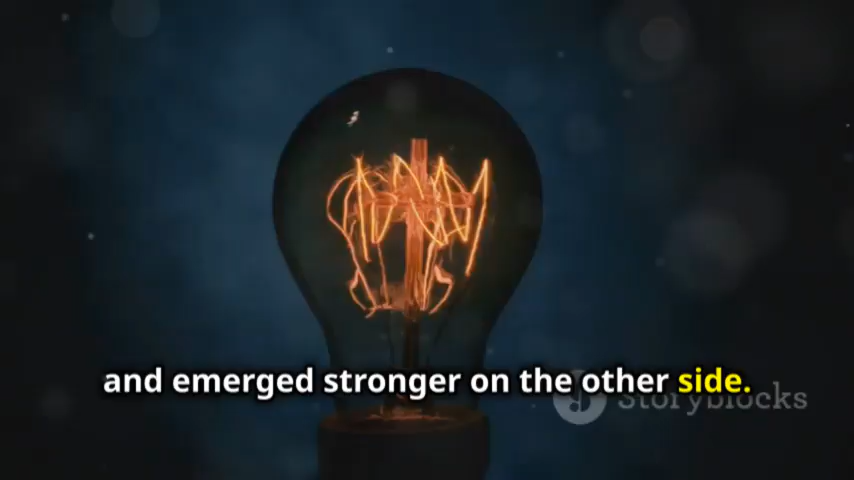 and emerged stronger on the other side.
Storyblocks